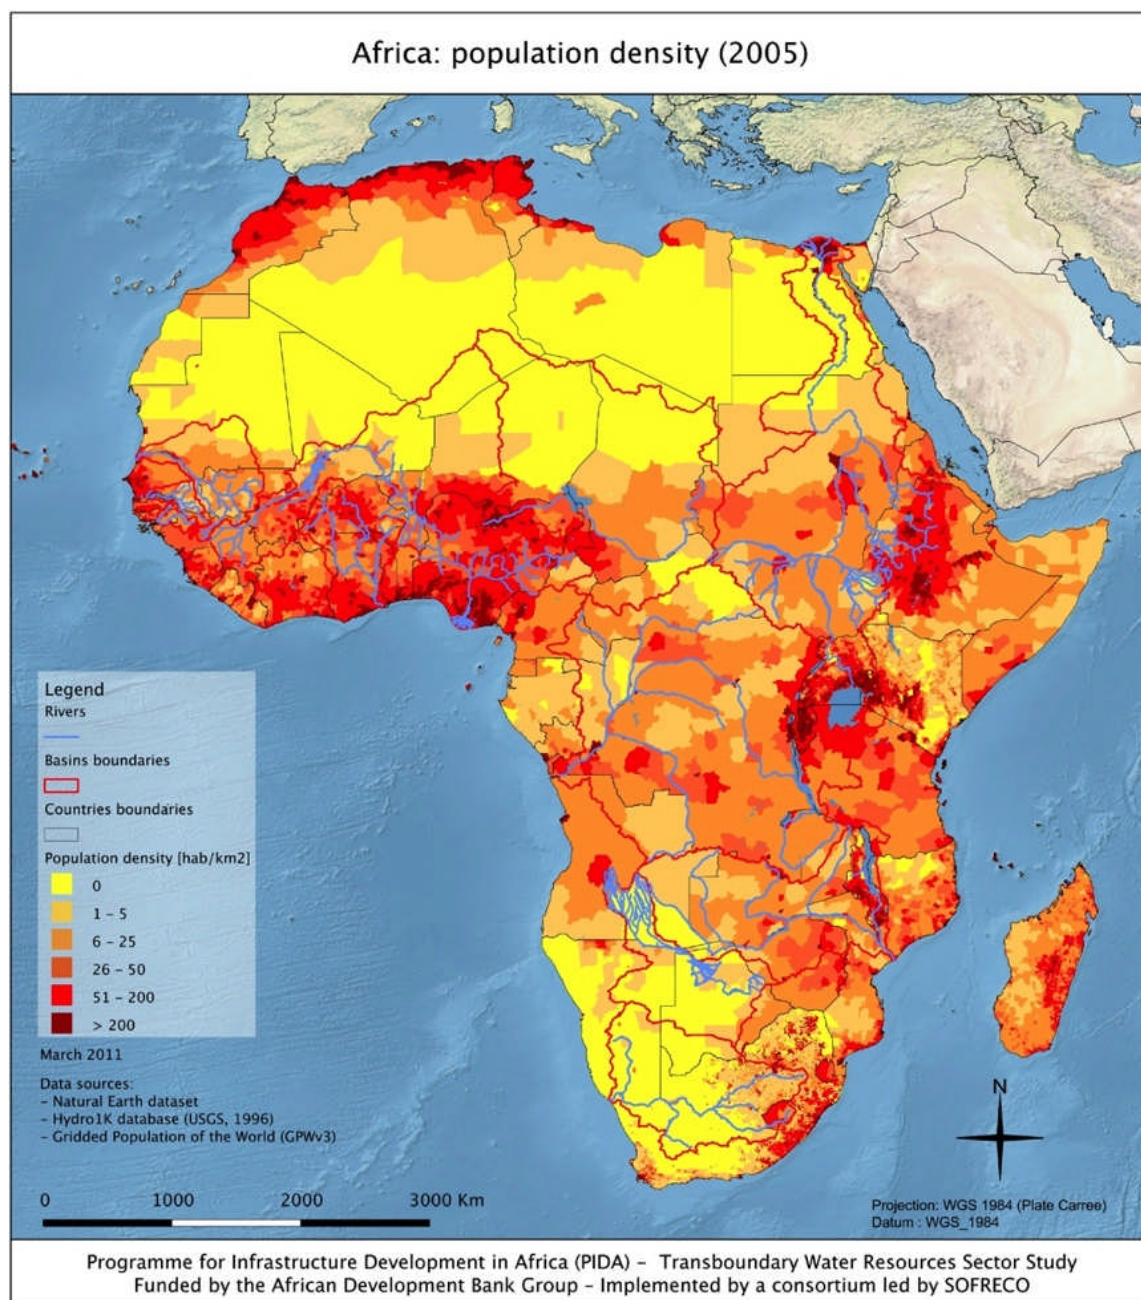 Africa: population density (2005)
Legend
Rivers
Basins boundaries
Countries boundaries
Population density [hab/km2]
0
1 - 5
6 - 25
26 - 50
51 - 200
> 200
March 2011
Data sources:
- Natural Earth dataset
- Hydro1K database (USGS, 1996)
- Gridded Population of the World (GPWv3)
N
0 1000 2000 3000 Km
Projection: WGS 1984 (Plate Carree)
Datum : WGS_1984
Programme for Infrastructure Development in Africa (PIDA) - Transboundary Water Resources Sector Study
Funded by the African Development Bank Group - Implemented by a consortium led by SOFRECO